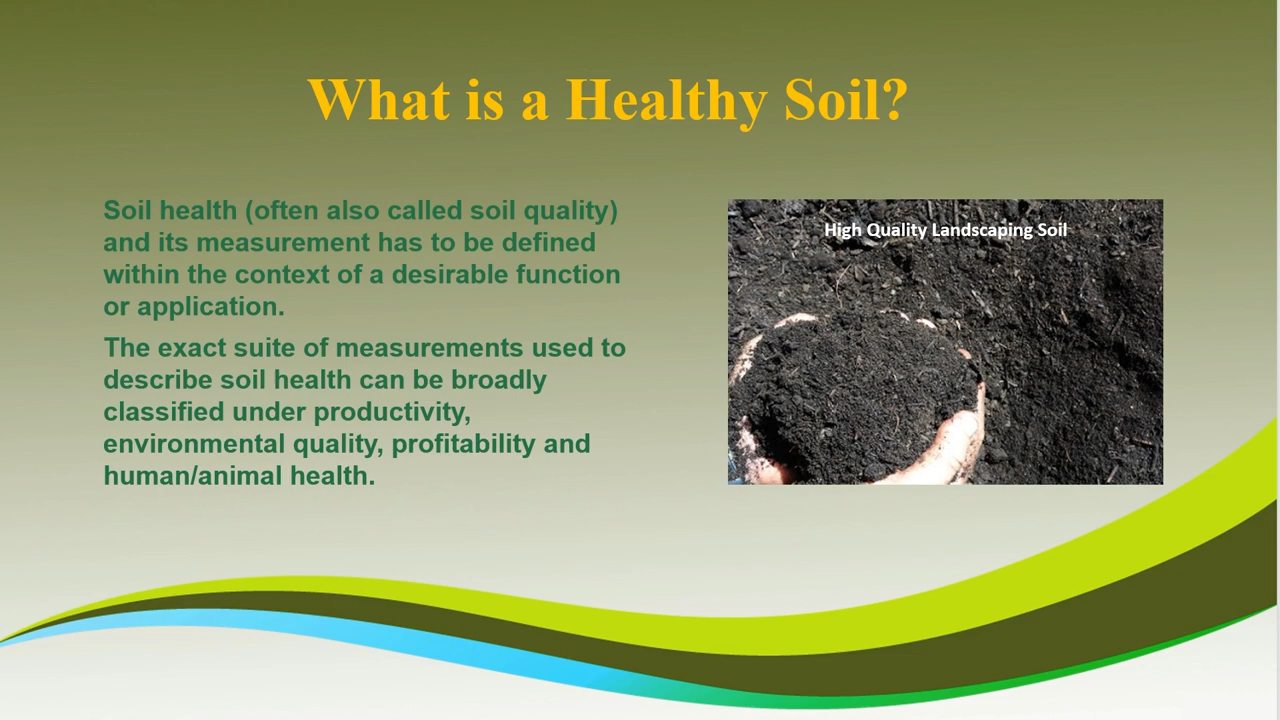 What is a Healthy Soil?
Soil health (often also called soil quality)
and its measurement has to be defined
within the context of a desirable function
or application.
The exact suite of measurements used to
describe soil health can be broadly
classified under productivity,
environmental quality, profitability and
human/animal health.
High Quality Landscaping Soil